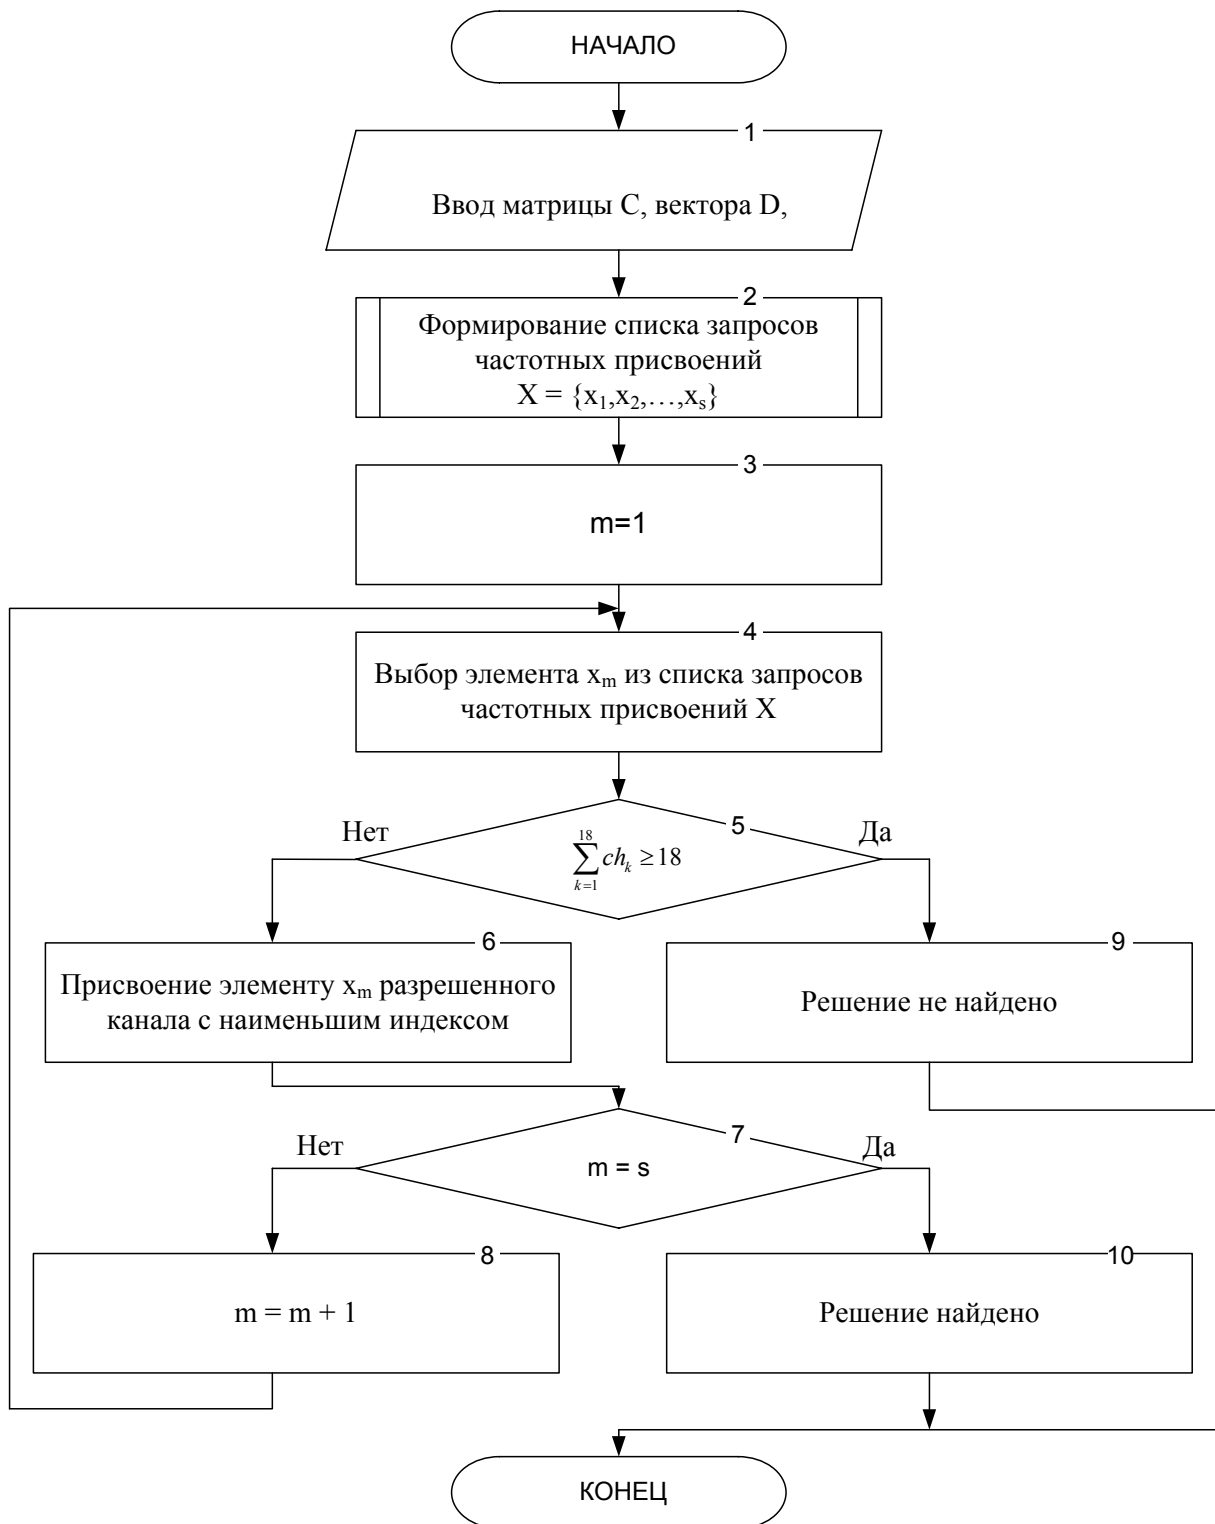 НАЧАЛО
1
Ввод матрицы C, вектора D,
2
Формирование списка запросов
частотных присвоений
X = {x₁,x₂,…,xₛ}
3
m=1
4
Выбор элемента xₘ из списка запросов
частотных присвоений X
5
Нет
Да
18
∑ chₖ ≥ 18
k=1
6
Присвоение элементу xₘ разрешенного
канала с наименьшим индексом
9
Решение не найдено
7
Нет
Да
m = s
8
m = m + 1
10
Решение найдено
КОНЕЦ